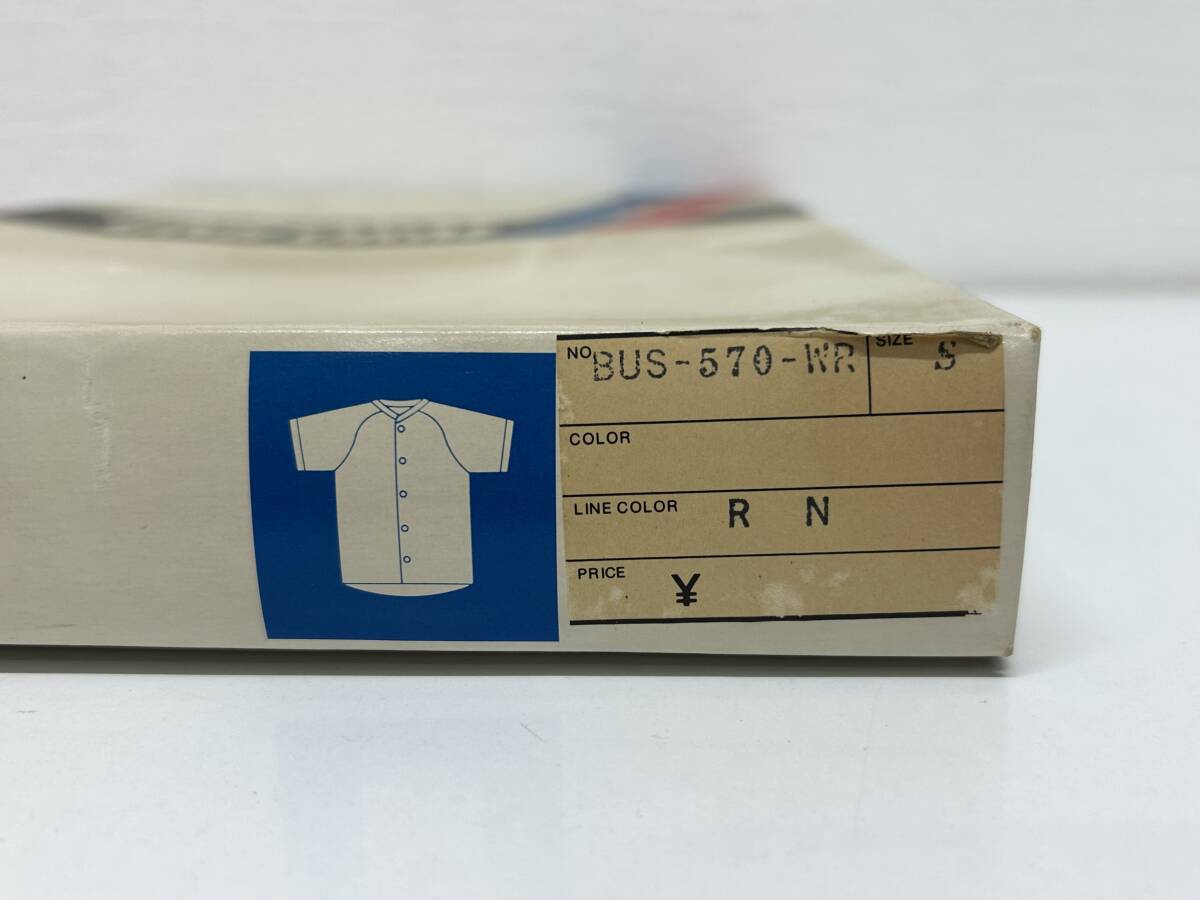 NO. BUS-570-WR SIZE S
COLOR
LINE COLOR R N
PRICE ¥